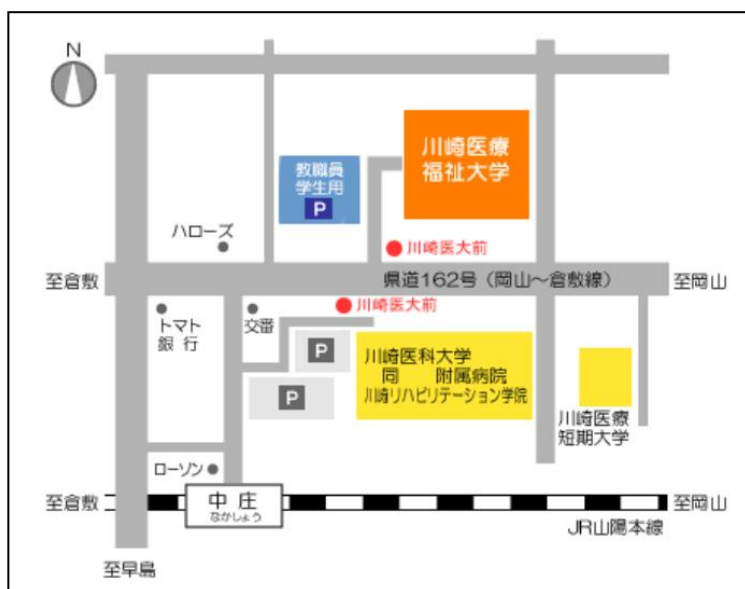 N
川崎医療
福祉大学
教職員
学生用
P
ハローズ
川崎医大前
至倉敷
県道162号（岡山～倉敷線）
至岡山
川崎医大前
トマト
銀行
交番
P
P
川崎医科大学
同　附属病院
川崎リハビリテーション学院
川崎医療
短期大学
ローソン
至倉敷
中庄
なかしょう
至岡山
JR山陽本線
至早島